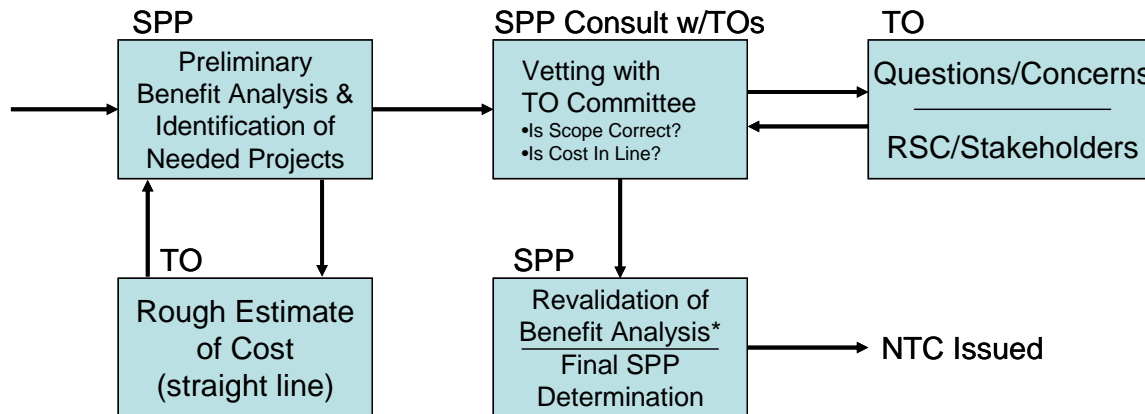 SPP
Preliminary
Benefit Analysis &
Identification of
Needed Projects
SPP Consult w/TOs
Vetting with
TO Committee
•Is Scope Correct?
•Is Cost In Line?
TO
Questions/Concerns
RSC/Stakeholders
TO
Rough Estimate
of Cost
(straight line)
SPP
Revalidation of
Benefit Analysis*
Final SPP
Determination
NTC Issued